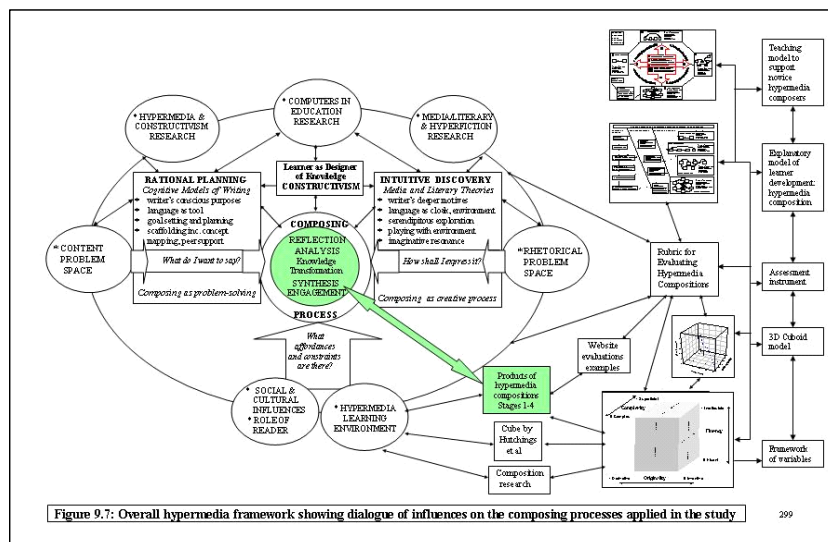 * COMPUTERS IN
EDUCATION
RESEARCH
* HYPERMEDIA &
CONSTRUCTIVISM
RESEARCH
* MEDIALITERARY
& HYPERFICTION
RESEARCH
Learner as Designer
of Knowledge
CONSTRUCTIVISM
RATIONAL PLANNING
Cognitive Models of Writing
writer's conscious purposes
language as tool
goal setting and planning
scaffolding inc. concept
mapping, peer support
What do I want to say?
Composing as problem-solving
INTUITIVE DISCOVERY
Media and Literary Theories
writer's deeper motives
language as cloth, environment
serendipitous exploration
playing with environment
imaginative resonance
How shall I express it?
Composing as creative process
COMPOSING
REFLECTION
ANALYSIS
Knowledge
Transformation
SYNTHESIS
ENGAGEMENT
PROCESS
* CONTENT
PROBLEM
SPACE
* RHETORICAL
PROBLEM
SPACE
What
affordances
and constraints
are there?
* SOCIAL &
CULTURAL
INFLUENCES
* ROLE OF
READER
* HYPERMEDIA
LEARNING
ENVIRONMENT
Products of
hypermedia
compositions
Stages 1-4
Cube by
Hutchings
et al
Composition
research
Website
evaluations
examples
Rubric for
Evaluating
Hypermedia
Compositions
Complexity
Fluency
Originality
Teaching
model to
support
novice
hypermedia
composers
Explanatory
model of
learner
development:
hypermedia
composition
Assessment
instrument
3D Cuboid
model
Framework
of variables
Figure 9.7: Overall hypermedia framework showing dialogue of influences on the composing processes applied in the study
299